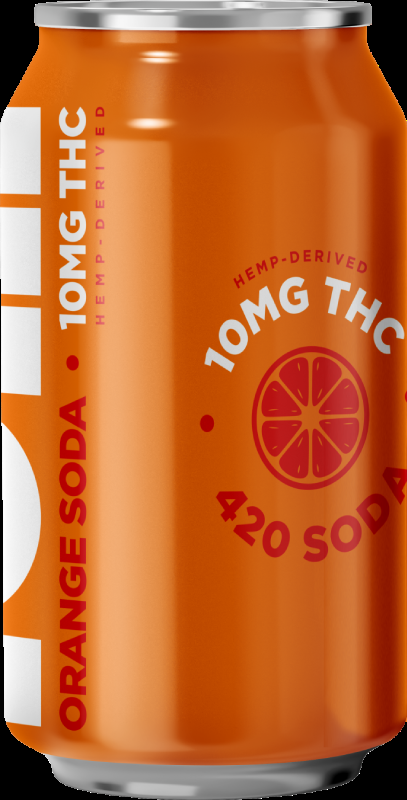 ORANGE SODA • 10MG THC
HEMP-DERIVED
HEMP-DERIVED
10MG THC
420 SODA